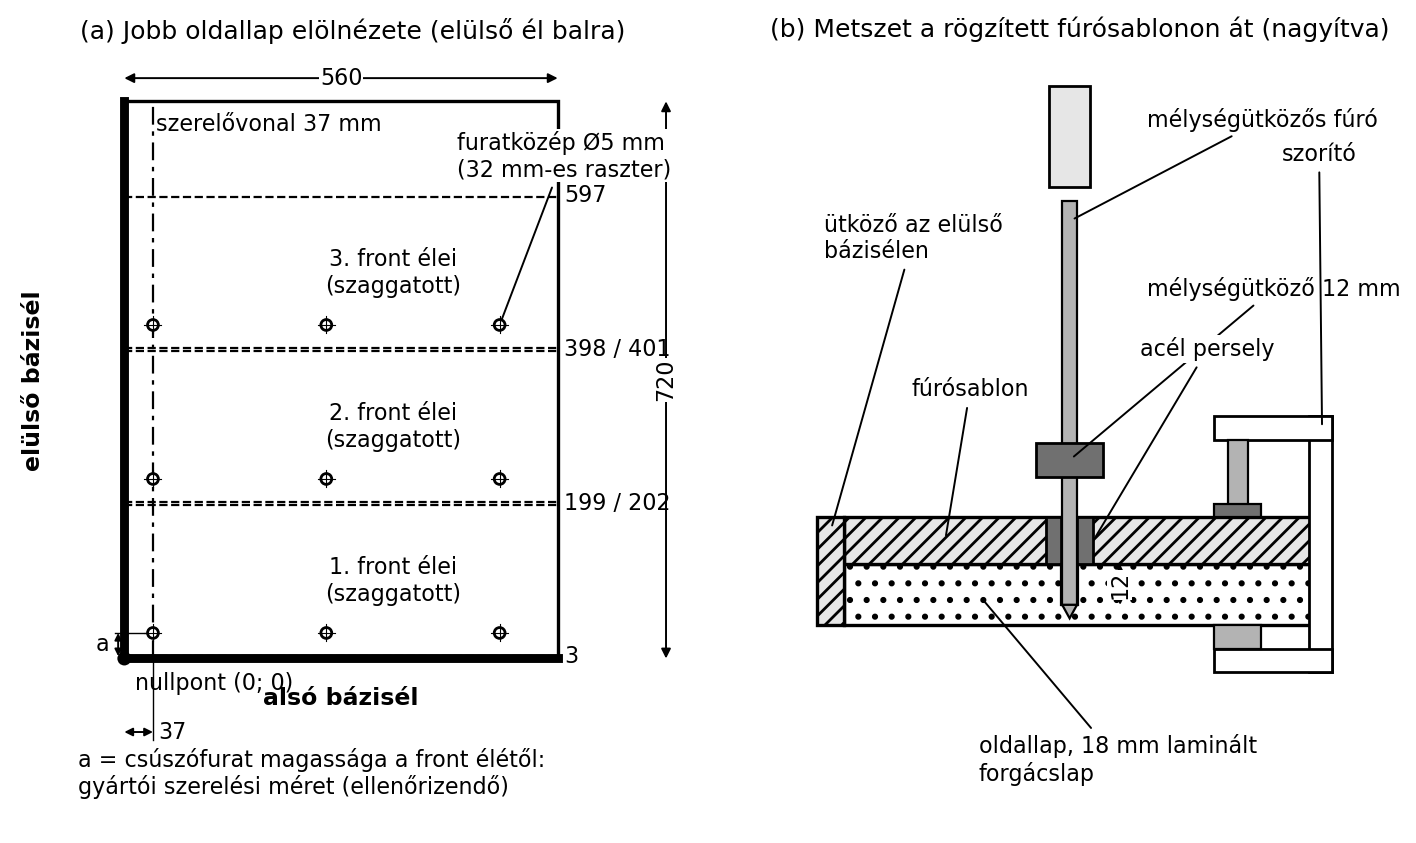 (a) Jobb oldallap elölnézete (elülső él balra)
560
szerelővonal 37 mm
furatközép Ø5 mm
(32 mm-es raszter)
597
3. front élei
(szaggatott)
398 / 401
720
2. front élei
(szaggatott)
199 / 202
1. front élei
(szaggatott)
elülső bázisél
a
3
nullpont (0; 0)
alsó bázisél
37
a = csúszófurat magassága a front élétől:
gyártói szerelési méret (ellenőrizendő)
(b) Metszet a rögzített fúrósablonon át (nagyítva)
mélységütközős fúró
szorító
ütköző az elülső
bázisélen
mélységütköző 12 mm
acél persely
fúrósablon
12
oldallap, 18 mm laminált
forgácslap